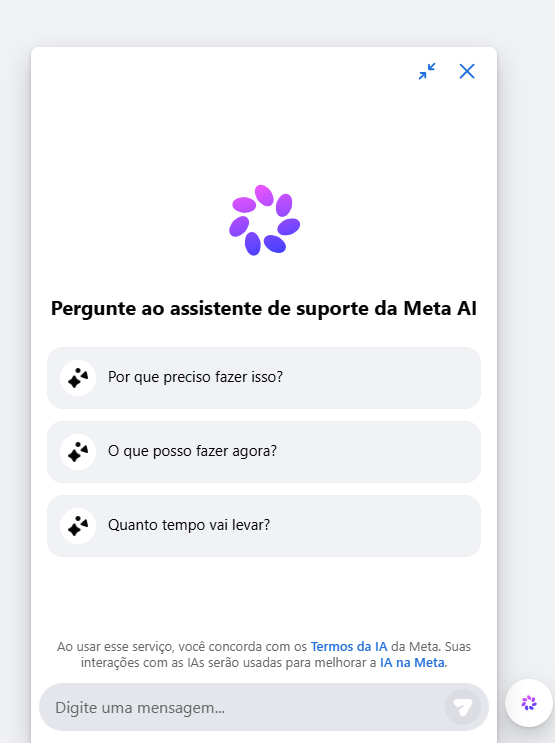 Pergunte ao assistente de suporte da Meta AI
Por que preciso fazer isso?
O que posso fazer agora?
Quanto tempo vai levar?
Ao usar esse serviço, você concorda com os Termos da IA da Meta. Suas
interações com as IAs serão usadas para melhorar a IA na Meta.
Digite uma mensagem...